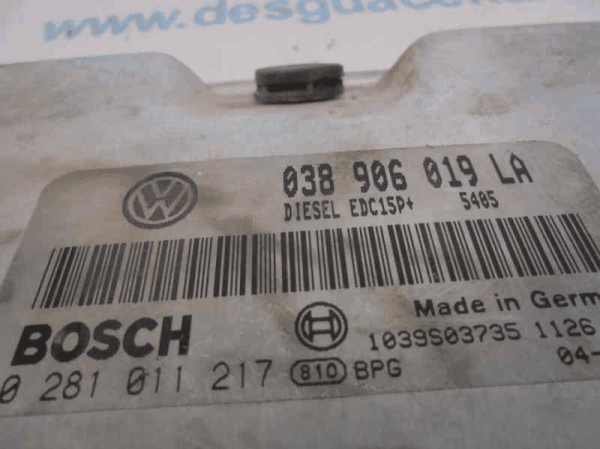 www.desguace
038 906 019 LA
DIESEL EDC15P+ 5405
BOSCH
Made in Germ
1039S03735 1126
0 281 011 217 810 BPG 04-